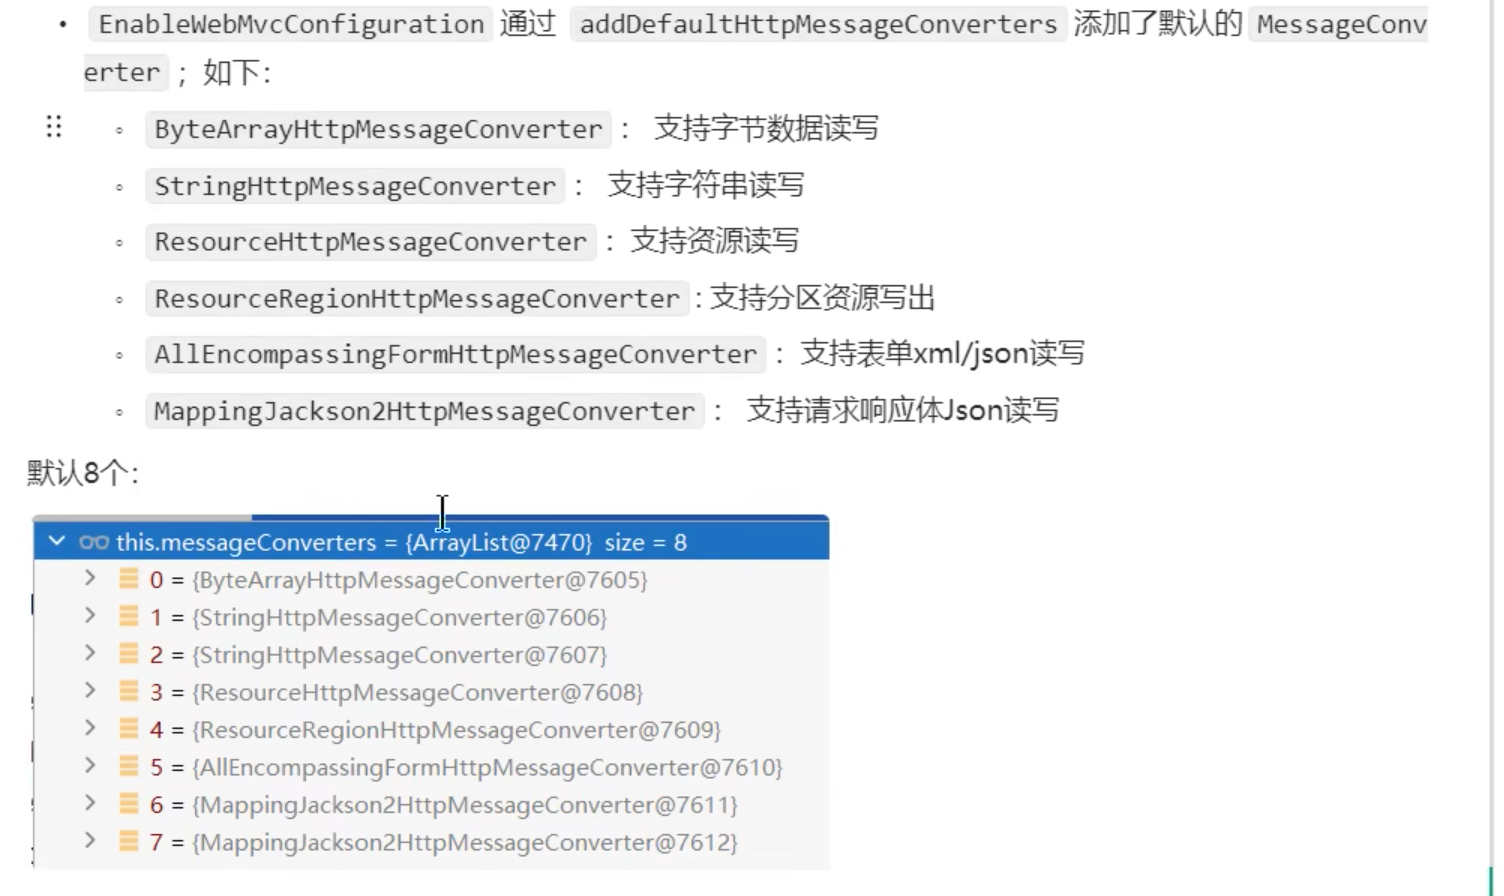 • EnableWebMvcConfiguration 通过 addDefaultHttpMessageConverters 添加了默认的 MessageConv
erter ；如下：
◦ ByteArrayHttpMessageConverter ： 支持字节数据读写
◦ StringHttpMessageConverter ： 支持字符串读写
◦ ResourceHttpMessageConverter ：支持资源读写
◦ ResourceRegionHttpMessageConverter : 支持分区资源写出
◦ AllEncompassingFormHttpMessageConverter ：支持表单xml/json读写
◦ MappingJackson2HttpMessageConverter ： 支持请求响应体Json读写
默认8个：
this.messageConverters = {ArrayList@7470} size = 8
0 = {ByteArrayHttpMessageConverter@7605}
1 = {StringHttpMessageConverter@7606}
2 = {StringHttpMessageConverter@7607}
3 = {ResourceHttpMessageConverter@7608}
4 = {ResourceRegionHttpMessageConverter@7609}
5 = {AllEncompassingFormHttpMessageConverter@7610}
6 = {MappingJackson2HttpMessageConverter@7611}
7 = {MappingJackson2HttpMessageConverter@7612}